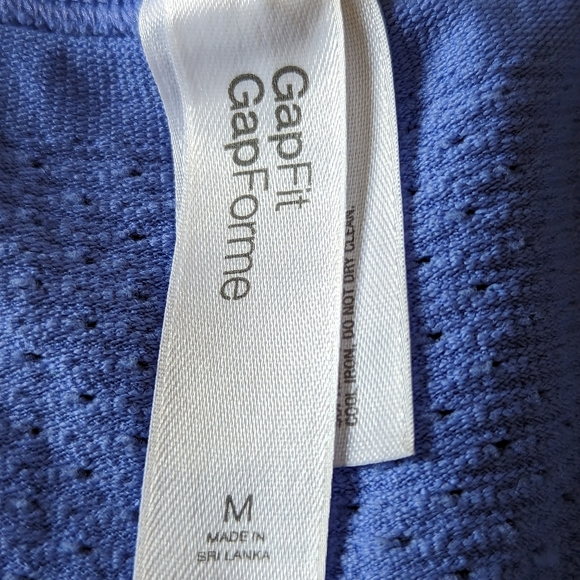 GapFit
GapForme
M
MADE IN
SRI LANKA
COOL IRON. DO NOT DRY CLEAN.